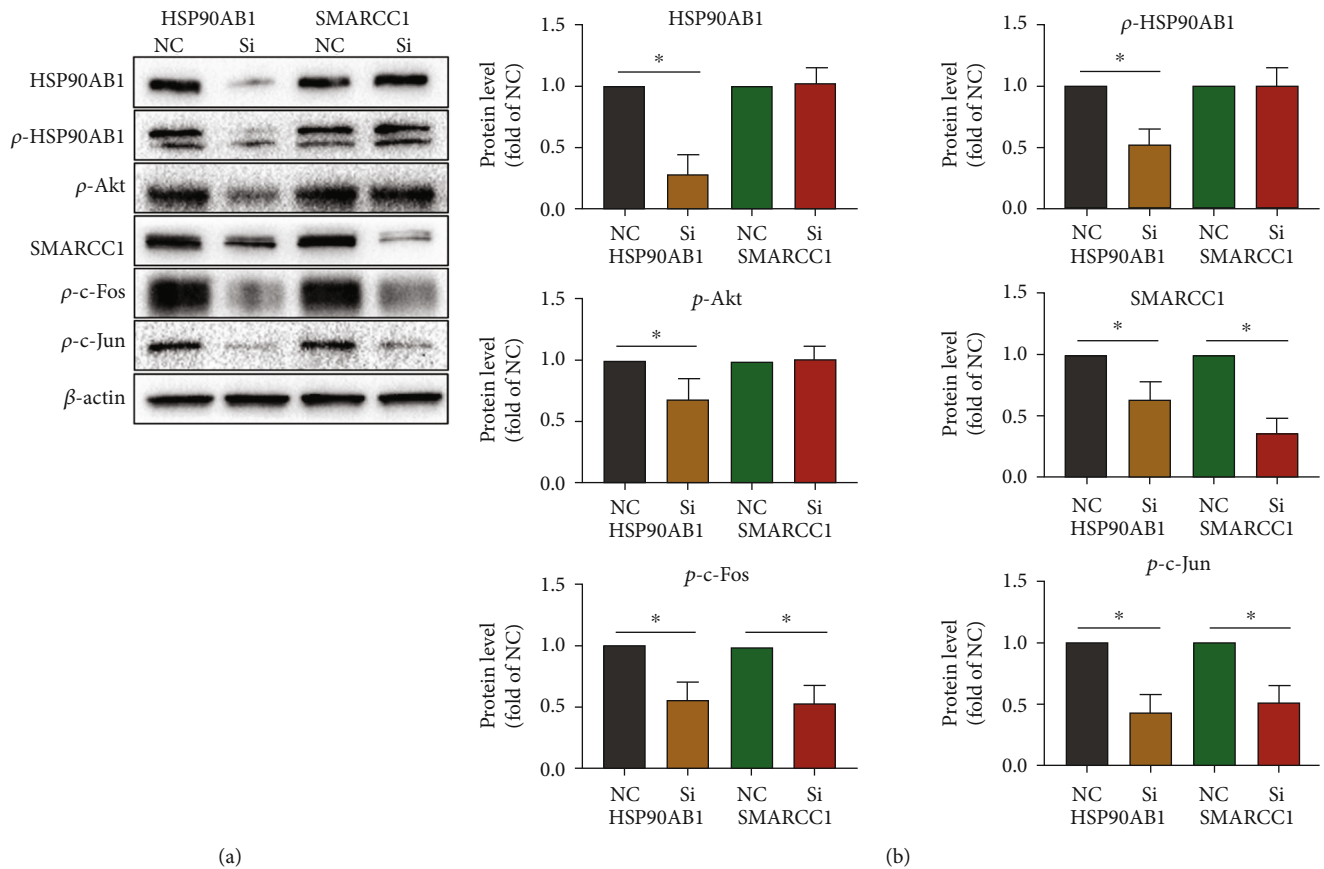 HSP90AB1 SMARCC1
NC Si NC Si
HSP90AB1
ρ-HSP90AB1
ρ-Akt
SMARCC1
ρ-c-Fos
ρ-c-Jun
β-actin
(a)
HSP90AB1
Protein level
(fold of NC)
1.5
1.0
0.5
0.0
*
NC Si NC Si
HSP90AB1 SMARCC1
ρ-HSP90AB1
Protein level
(fold of NC)
1.5
1.0
0.5
0.0
*
NC Si NC Si
HSP90AB1 SMARCC1
p-Akt
Protein level
(fold of NC)
1.5
1.0
0.5
0.0
*
NC Si NC Si
HSP90AB1 SMARCC1
SMARCC1
Protein level
(fold of NC)
1.5
1.0
0.5
0.0
* *
NC Si NC Si
HSP90AB1 SMARCC1
p-c-Fos
Protein level
(fold of NC)
1.5
1.0
0.5
0.0
* *
NC Si NC Si
HSP90AB1 SMARCC1
p-c-Jun
Protein level
(fold of NC)
1.5
1.0
0.5
0.0
* *
NC Si NC Si
HSP90AB1 SMARCC1
(b)